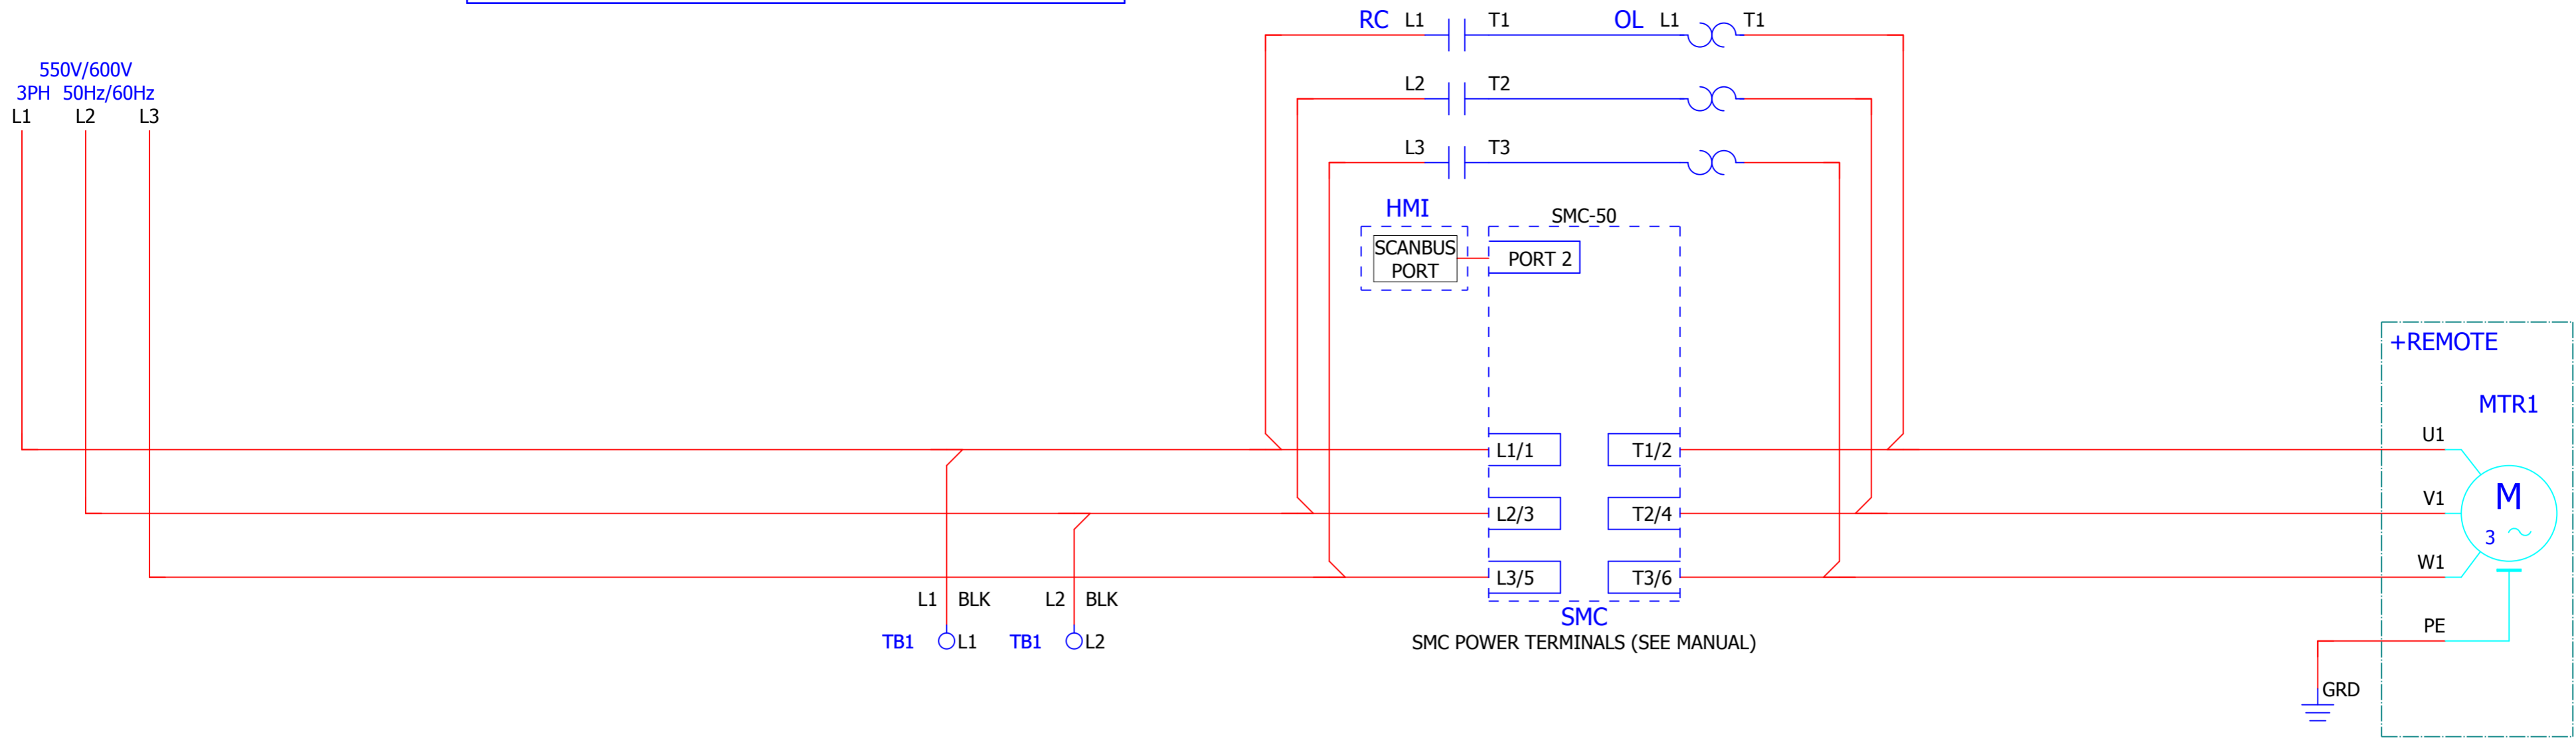 RC L1 T1 OL L1 T1
550V/600V
3PH 50Hz/60Hz
L1 L2 L3
L2 T2
L3 T3
HMI
SMC-50
SCANBUS
PORT
PORT 2
+REMOTE
MTR1
U1
L1/1 T1/2
V1
M
3
L2/3 T2/4
W1
L3/5 T3/6
L1 BLK L2 BLK
SMC
PE
TB1 L1 TB1 L2
SMC POWER TERMINALS (SEE MANUAL)
GRD